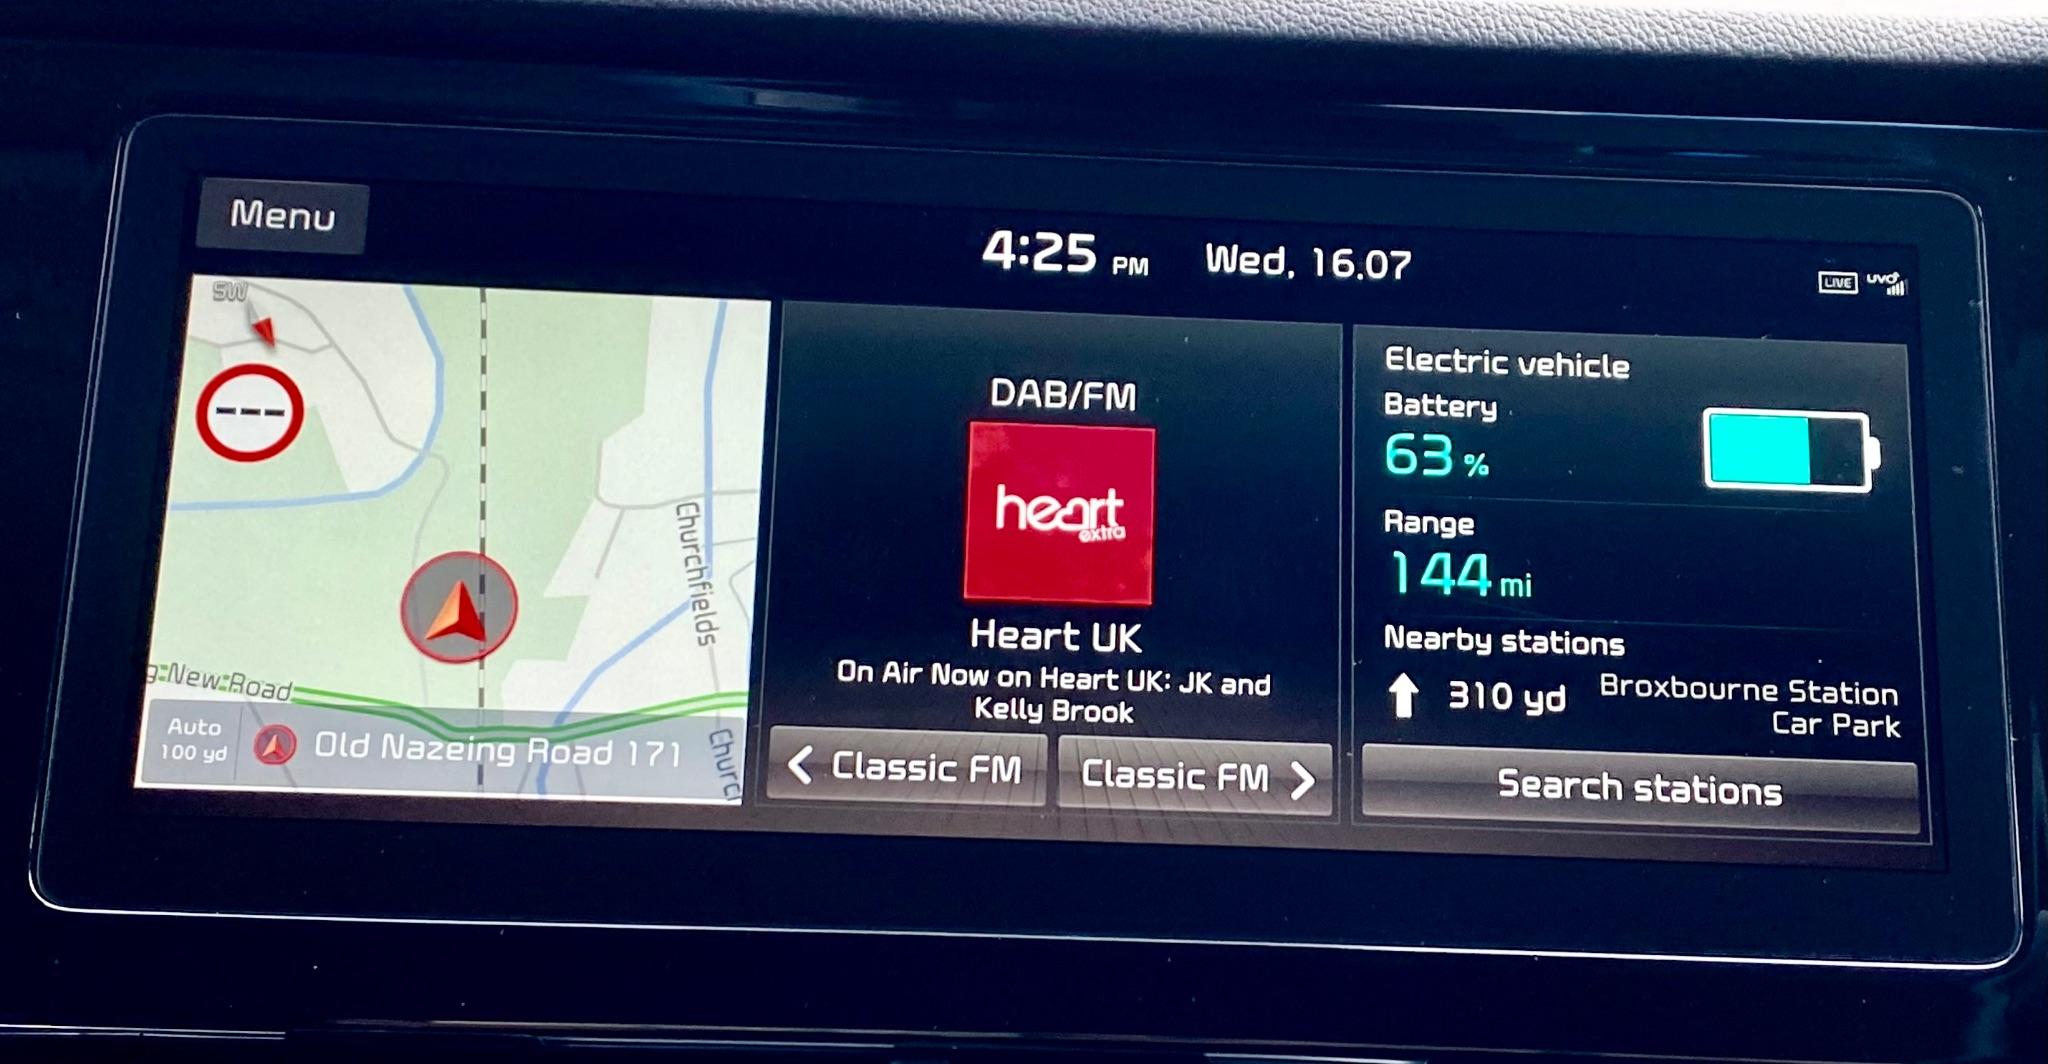 Menu
4:25 PM Wed, 16.07
LIVE UVO
SW
Churchfields
New Road
Auto
100 yd
Old Nazeing Road 171
DAB/FM
heart
extra
Heart UK
On Air Now on Heart UK: JK and
Kelly Brook
Classic FM
Classic FM
Electric vehicle
Battery
63 %
Range
144 mi
Nearby stations
310 yd
Broxbourne Station
Car Park
Search stations